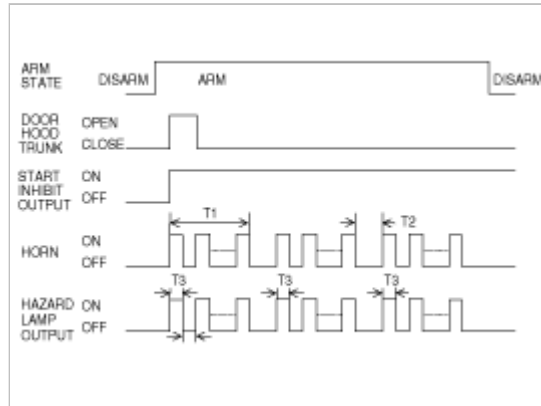 ARM STATE DISARM ARM DISARM
DOOR HOOD TRUNK OPEN CLOSE
START INHIBIT OUTPUT ON OFF
T1 T2
HORN ON OFF
T3 T3 T3
HAZARD LAMP OUTPUT ON OFF